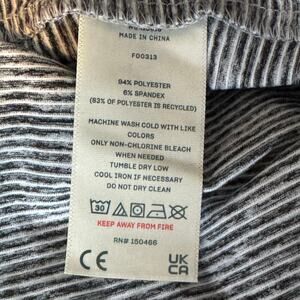 MADE IN CHINA
F00313
94% POLYESTER
6% SPANDEX
(83% OF POLYESTER IS RECYCLED)
MACHINE WASH COLD WITH LIKE
COLORS
ONLY NON-CHLORINE BLEACH
WHEN NEEDED
TUMBLE DRY LOW
COOL IRON IF NECESSARY
DO NOT DRY CLEAN
30
KEEP AWAY FROM FIRE
RN# 150466
CE UK
CA